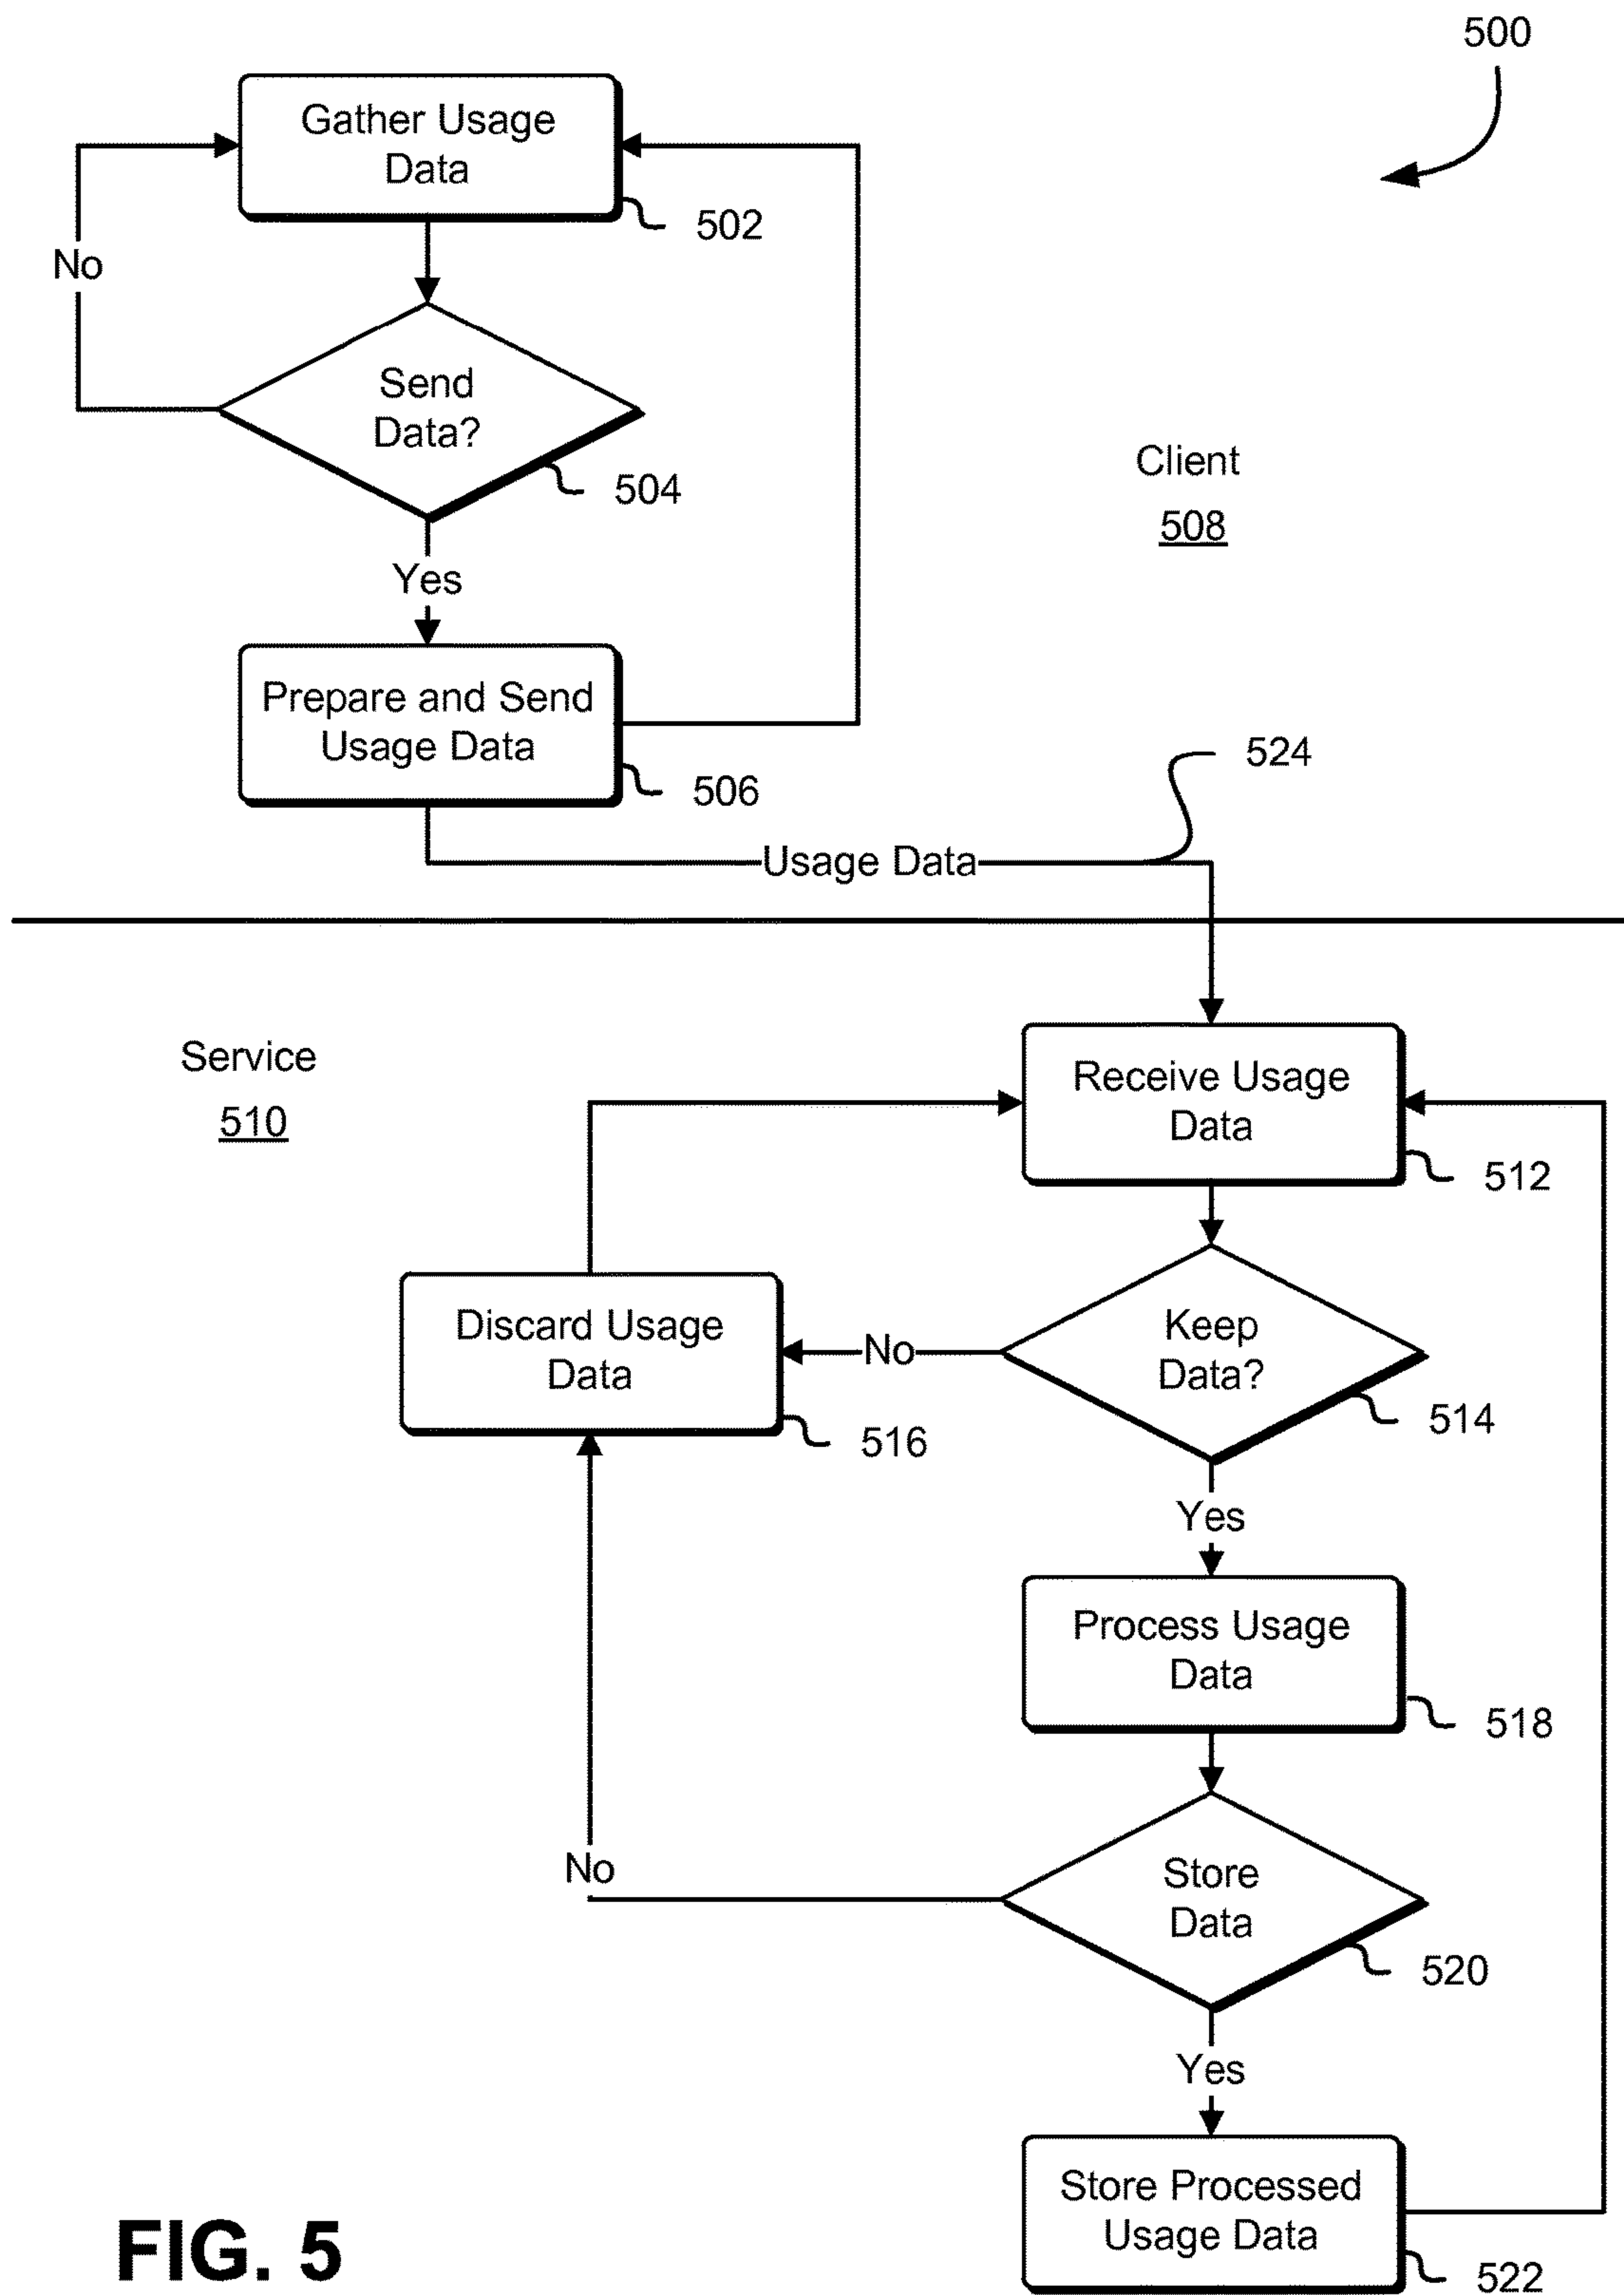 500
Gather Usage
Data
502
No
Send
Data?
504
Client
508
Yes
Prepare and Send
Usage Data
506
524
Usage Data
Service
510
Receive Usage
Data
512
Discard Usage
Data
516
No
Keep
Data?
514
Yes
Process Usage
Data
518
No
Store
Data
520
Yes
Store Processed
Usage Data
522
FIG. 5